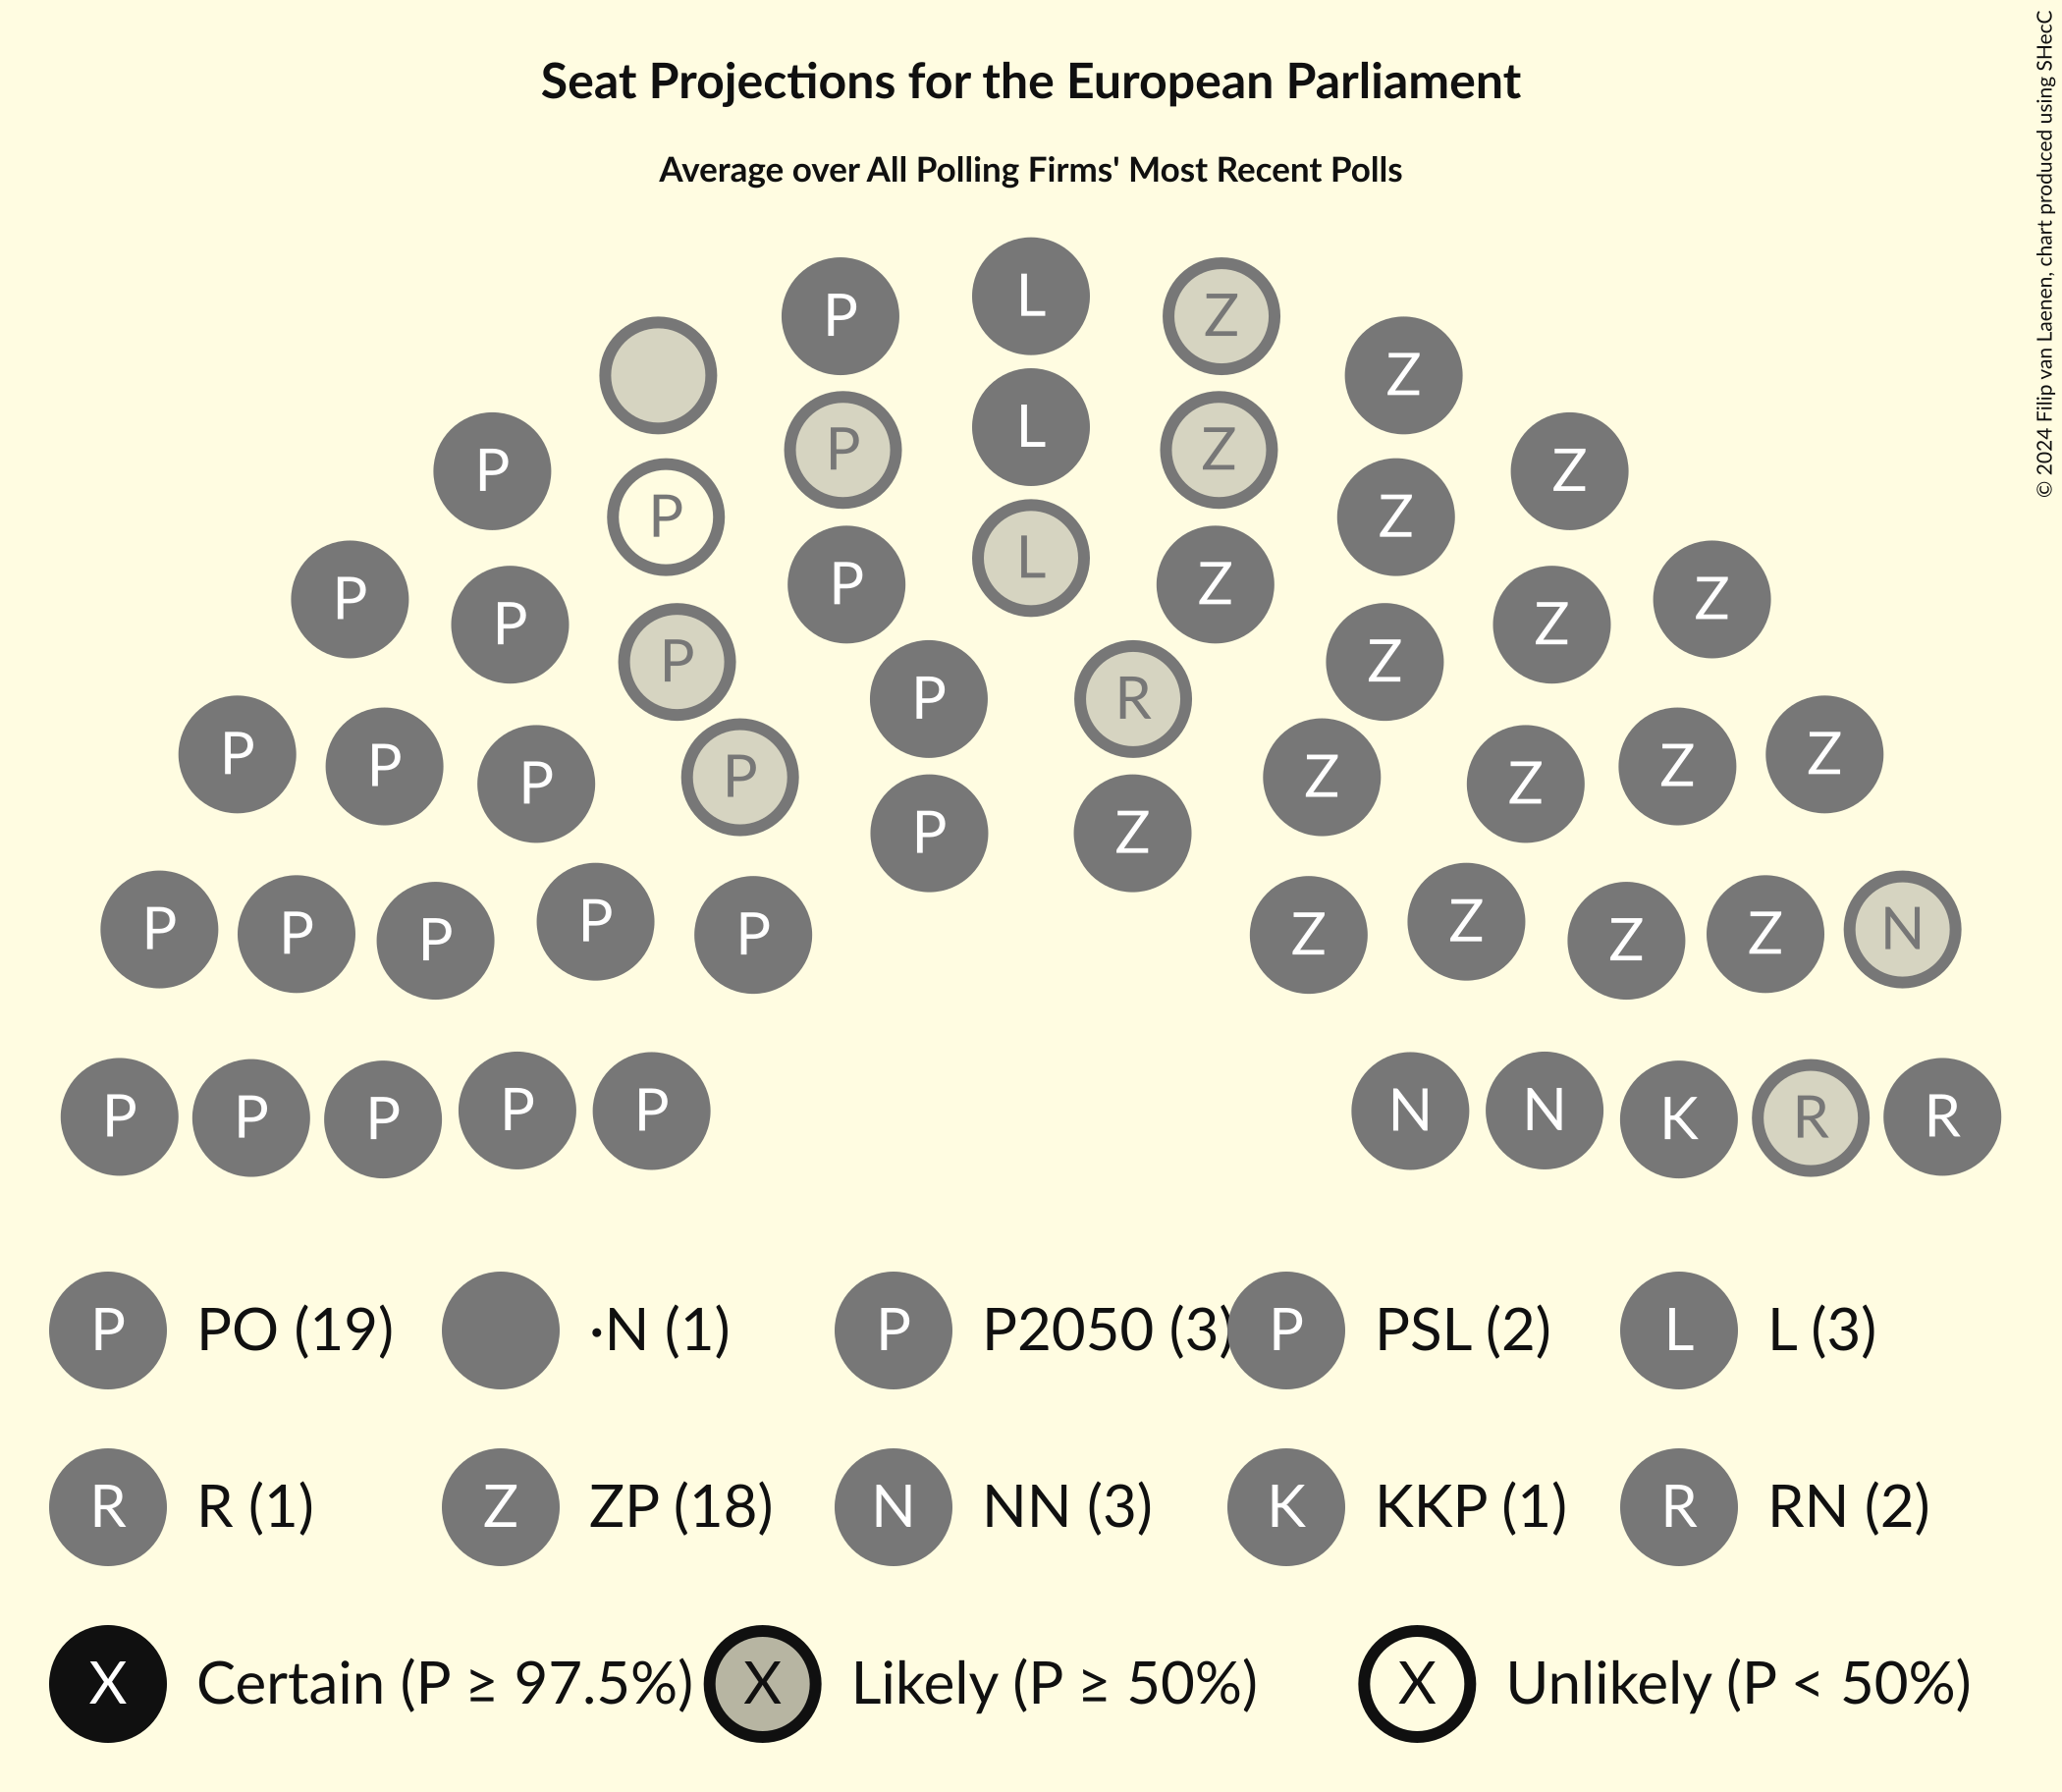 Seat Projections for the European Parliament
Average over All Polling Firms' Most Recent Polls
© 2024 Filip van Laenen, chart produced using SHecC
L
P Z
Z
L
P Z
P Z
P Z
L
P Z
P Z
P Z
P Z
P R
P Z
P P Z Z
P Z
P Z
P Z
P P P P P Z Z Z Z N
P P P P P N N K R R
P PO (19) ·N (1) P P2050 (3) P PSL (2) L L (3)
R R (1) Z ZP (18) N NN (3) K KKP (1) R RN (2)
X Certain (P ≥ 97.5%) X Likely (P ≥ 50%) X Unlikely (P < 50%)